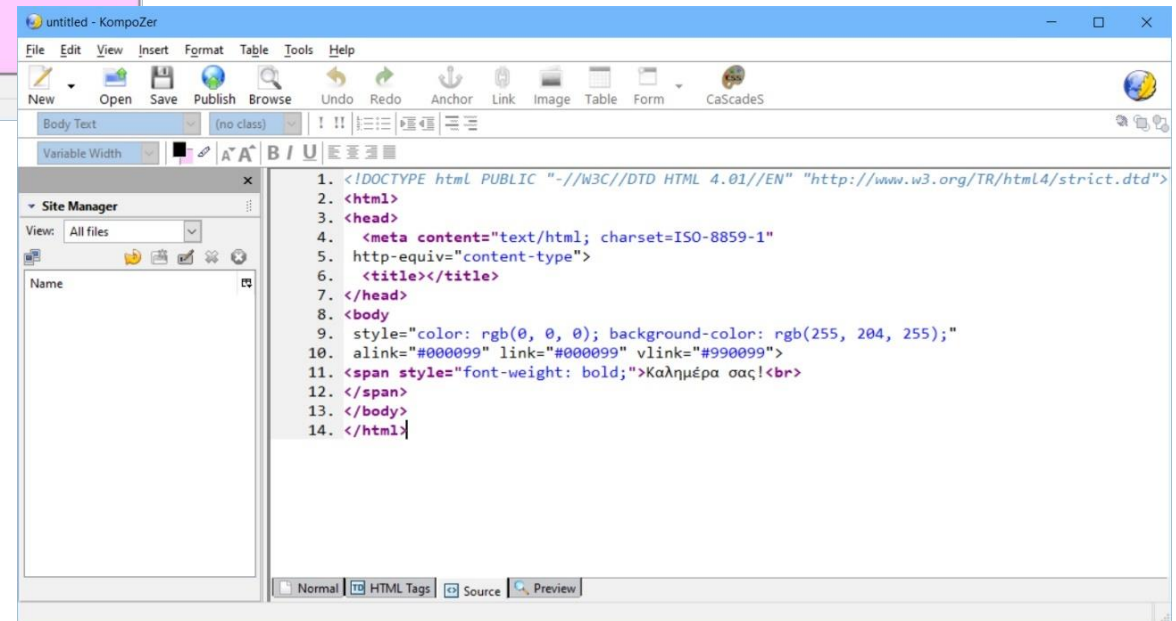 untitled - KompoZer
File Edit View Insert Format Table Tools Help
New Open Save Publish Browse Undo Redo Anchor Link Image Table Form CaScadeS
Body Text (no class) ! !!
Variable Width A A B I U
Site Manager
View: All files
Name
1. <!DOCTYPE html PUBLIC "-//W3C//DTD HTML 4.01//EN" "http://www.w3.org/TR/html4/strict.dtd">
2. <html>
3. <head>
4. <meta content="text/html; charset=ISO-8859-1"
5. http-equiv="content-type">
6. <title></title>
7. </head>
8. <body
9. style="color: rgb(0, 0, 0); background-color: rgb(255, 204, 255);"
10. alink="#000099" link="#000099" vlink="#990099">
11. <span style="font-weight: bold;">Καλημέρα σας!<br>
12. </span>
13. </body>
14. </html>
Normal TD HTML Tags Source Preview